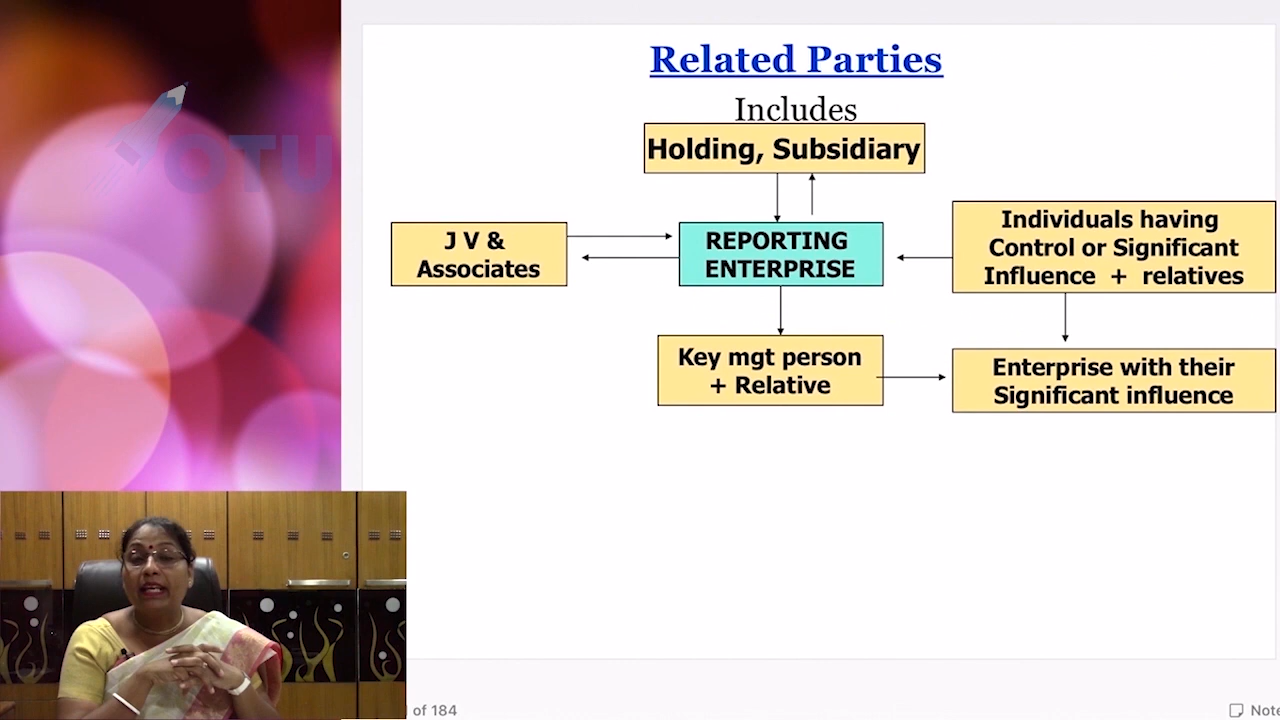 Related Parties
Includes
Holding, Subsidiary
J V &
Associates
REPORTING
ENTERPRISE
Individuals having
Control or Significant
Influence + relatives
Key mgt person
+ Relative
Enterprise with their
Significant influence
OTU
of 184